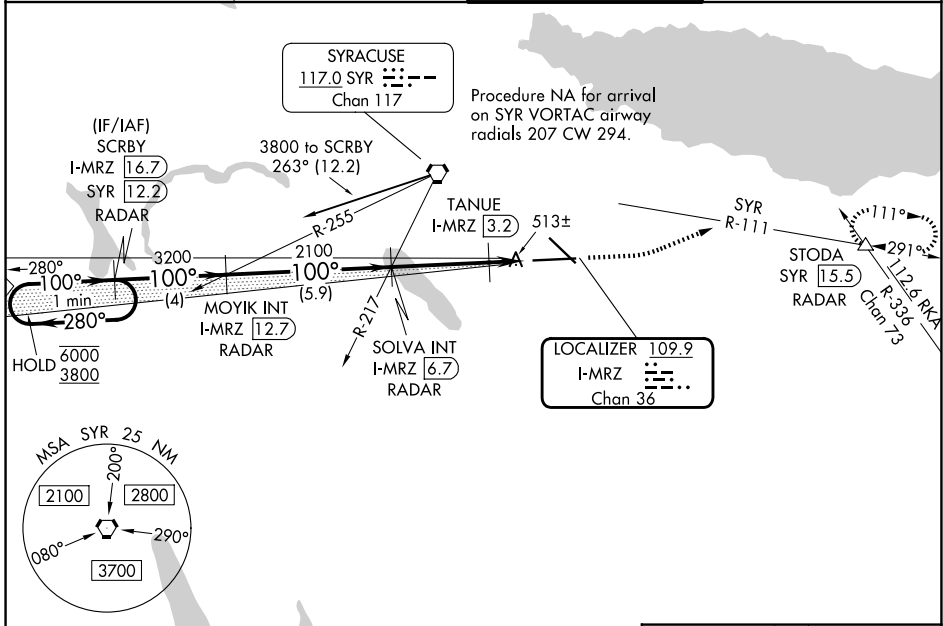 SYRACUSE
117.0 SYR
Chan 117
Procedure NA for arrival
on SYR VORTAC airway
radials 207 CW 294.
(IF/IAF)
SCRBY
I-MRZ 16.7
SYR 12.2
RADAR
3800 to SCRBY
263° (12.2)
R-255
TANUE
I-MRZ 3.2
513±
SYR
R-111
111°
291°
STODA
SYR 15.5
RADAR
112.6 RKA
R-336
Chan 73
280°
100°
3200
100°
2100
100°
1 min
280°
(4)
(5.9)
MOYIK INT
I-MRZ 12.7
RADAR
R-217
SOLVA INT
I-MRZ 6.7
RADAR
HOLD 6000
3800
LOCALIZER 109.9
I-MRZ
Chan 36
MSA SYR 25 NM
200°
2100
2800
080°
290°
3700